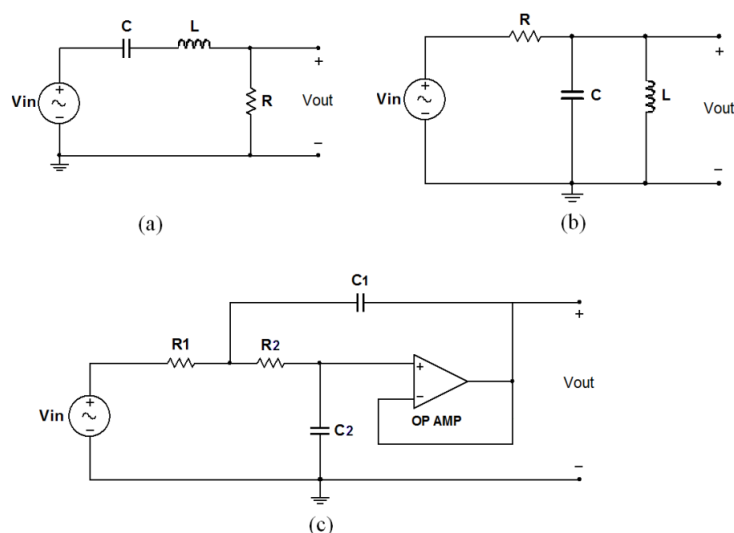 C L
Vin + ~ −
R
+
Vout
−
(a)
R
Vin + ~ −
C L
+
Vout
−
(b)
C1
R1 R2
Vin + ~ −
C2
+
−
OP AMP
+
Vout
−
(c)